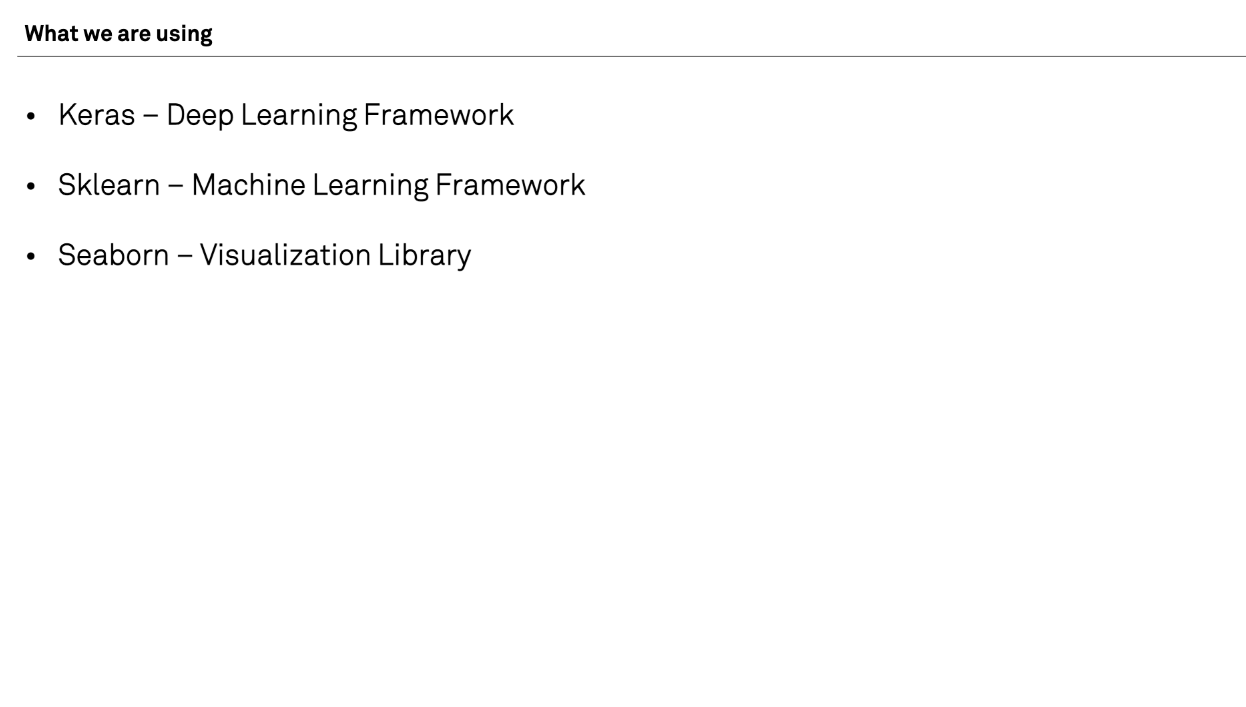 What we are using
• Keras – Deep Learning Framework
• Sklearn – Machine Learning Framework
• Seaborn – Visualization Library